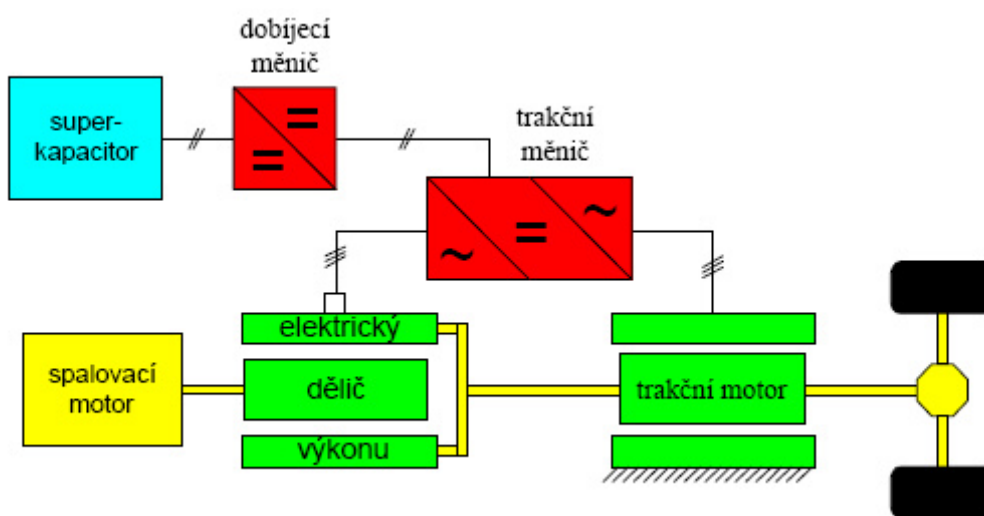 dobíjecí
měnič
super-
kapacitor
trakční
měnič
elektrický
spalovací
motor
dělič
trakční motor
výkonu